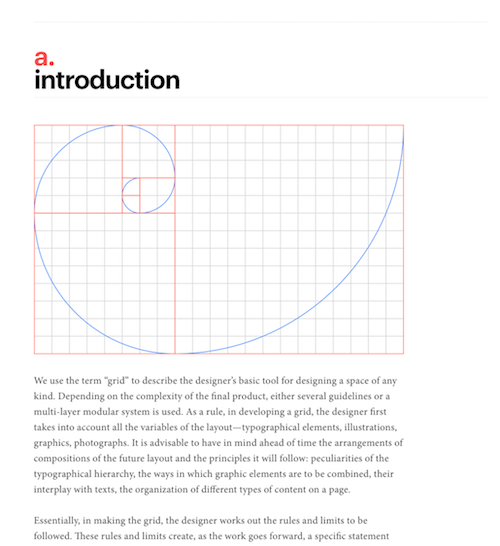 a.
introduction
We use the term “grid” to describe the designer’s basic tool for designing a space of any
kind. Depending on the complexity of the final product, either several guidelines or a
multi-layer modular system is used. As a rule, in developing a grid, the designer first
takes into account all the variables of the layout—typographical elements, illustrations,
graphics, photographs. It is advisable to have in mind ahead of time the arrangements of
compositions of the future layout and the principles it will follow: peculiarities of the
typographical hierarchy, the ways in which graphic elements are to be combined, their
interplay with texts, the organization of different types of content on a page.
Essentially, in making the grid, the designer works out the rules and limits to be
followed. These rules and limits create, as the work goes forward, a specific statement